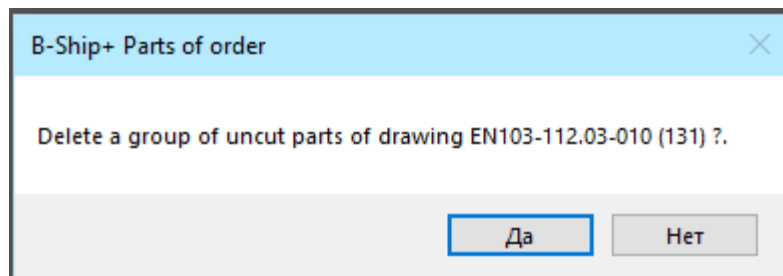 B-Ship+ Parts of order
Delete a group of uncut parts of drawing EN103-112.03-010 (131) ?.
Да
Нет